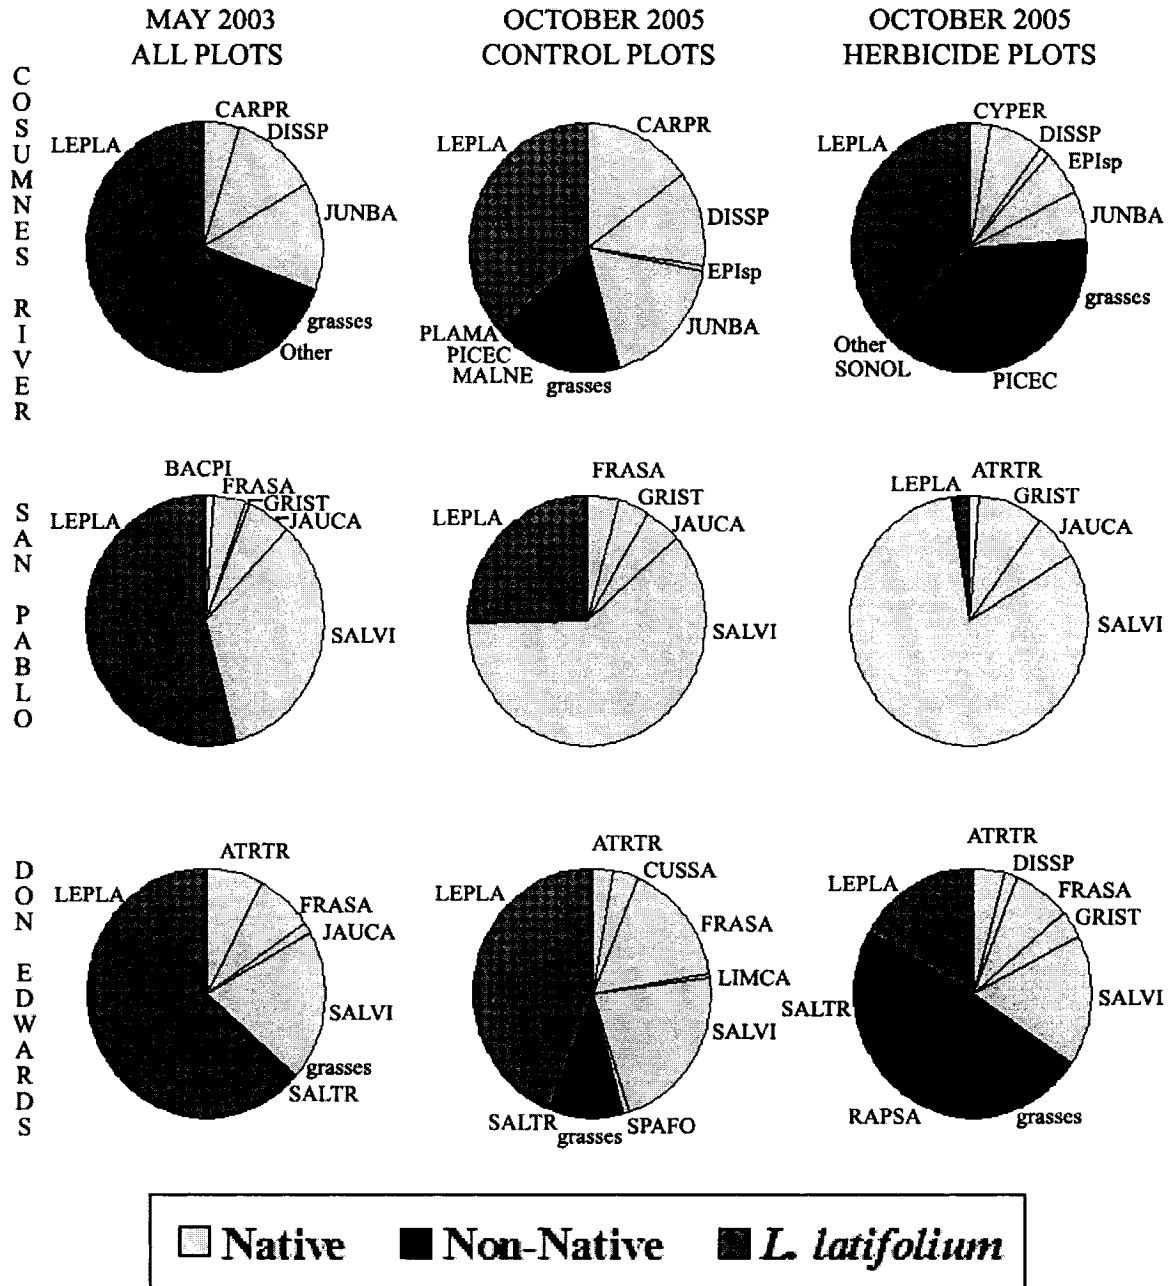 MAY 2003
ALL PLOTS
OCTOBER 2005
CONTROL PLOTS
OCTOBER 2005
HERBICIDE PLOTS
COSUMNES RIVER
LEPLA
CARPR
DISSP
JUNBA
grasses
Other
LEPLA
CARPR
DISSP
EPIsp
JUNBA
grasses
MALNE
PICEC
PLAMA
LEPLA
CYPER
DISSP
EPIsp
JUNBA
grasses
PICEC
SONOL
Other
SAN PABLO
LEPLA
BACPI
FRASA
GRIST
JAUCA
SALVI
LEPLA
FRASA
GRIST
JAUCA
SALVI
LEPLA
ATRTR
GRIST
JAUCA
SALVI
DON EDWARDS
LEPLA
ATRTR
FRASA
JAUCA
SALVI
grasses
SALTR
LEPLA
ATRTR
CUSSA
FRASA
LIMCA
SALVI
SPAFO
grasses
SALTR
LEPLA
ATRTR
DISSP
FRASA
GRIST
SALVI
grasses
RAPSA
SALTR
Native
Non-Native
L. latifolium